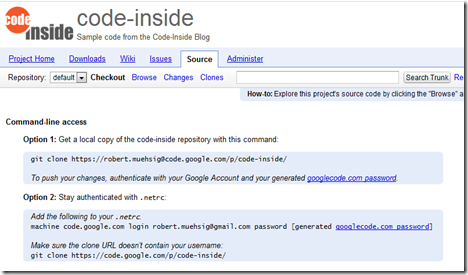 code
inside
code-inside
Sample code from the Code-Inside Blog
Project Home Downloads Wiki Issues Source Administer
Repository: default Checkout Browse Changes Clones Search Trunk
How-to: Explore this project's source code by clicking the "Browse"
Command-line access
Option 1: Get a local copy of the code-inside repository with this command:
git clone https://robert.muehsig@code.google.com/p/code-inside/
To push your changes, authenticate with your Google Account and your generated googlecode.com password.
Option 2: Stay authenticated with .netrc:
Add the following to your .netrc.
machine code.google.com login robert.muehsig@gmail.com password [generated googlecode.com password]
Make sure the clone URL doesn't contain your username:
git clone https://code.google.com/p/code-inside/